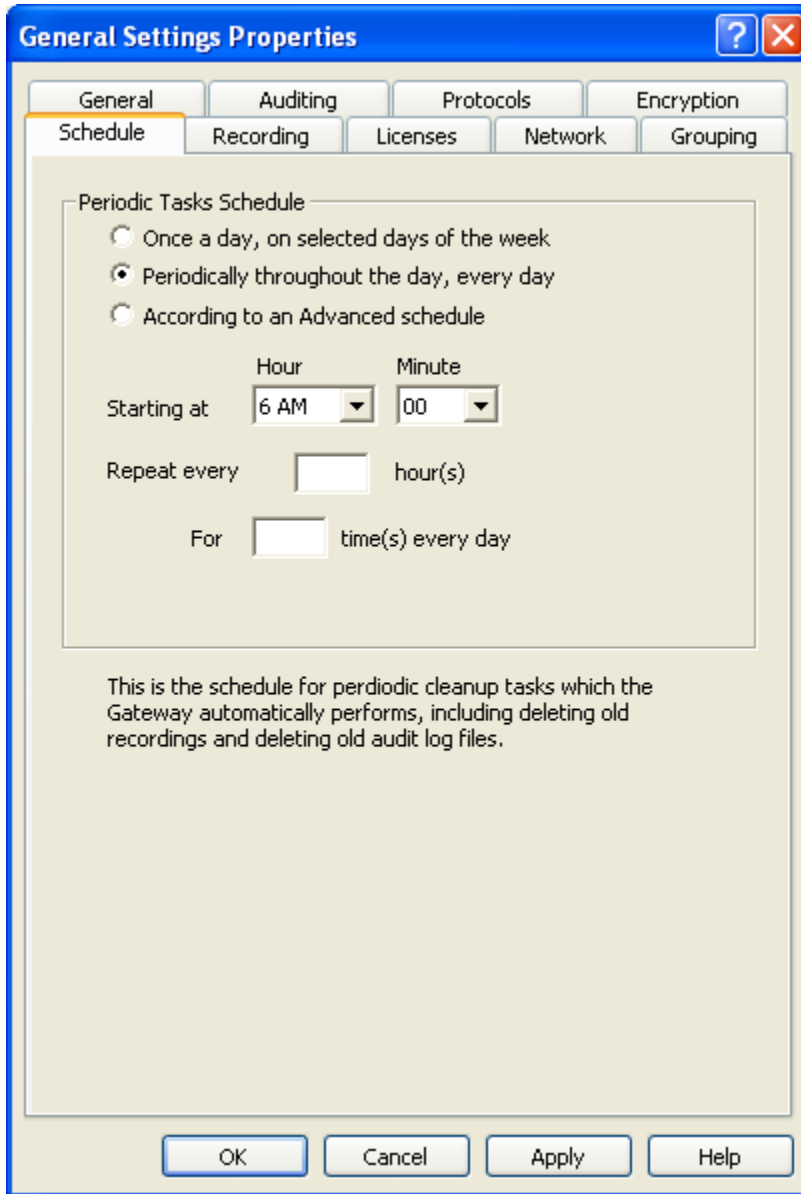 General Settings Properties
?
General Auditing Protocols Encryption
Schedule Recording Licenses Network Grouping
Periodic Tasks Schedule
Once a day, on selected days of the week
Periodically throughout the day, every day
According to an Advanced schedule
Hour Minute
Starting at 6 AM 00
Repeat every hour(s)
For time(s) every day
This is the schedule for perdiodic cleanup tasks which the
Gateway automatically performs, including deleting old
recordings and deleting old audit log files.
OK Cancel Apply Help